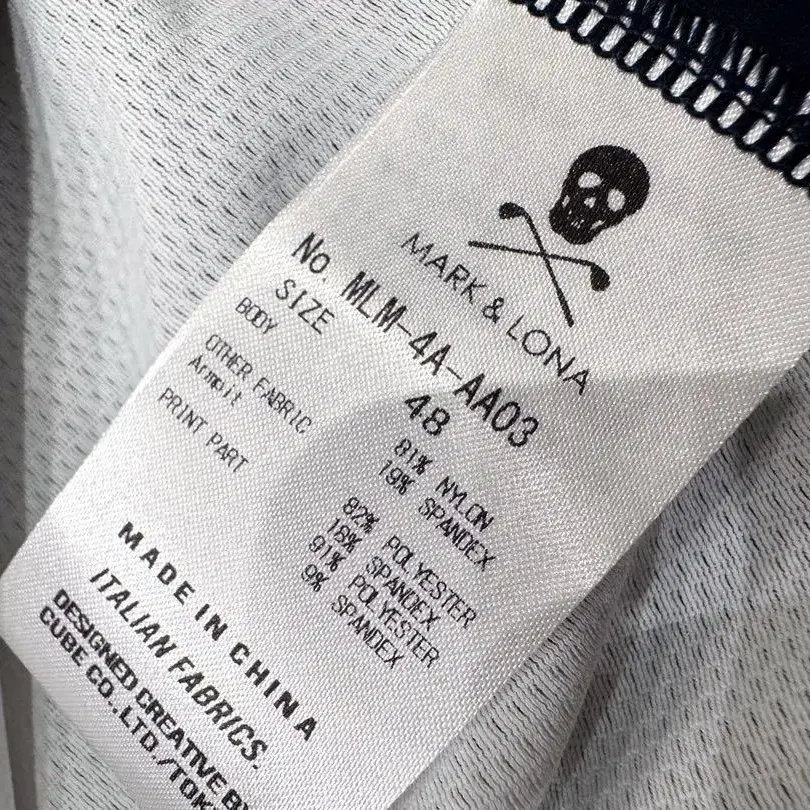 MARK & LONA
No. MLM-4A-AA03
SIZE 48
BODY 81% NYLON
19% SPANDEX
OTHER FABRIC
Armpit 82% POLYESTER
18% SPANDEX
PRINT PART 91% POLYESTER
9% SPANDEX
MADE IN CHINA
ITALIAN FABRICS.
DESIGNED CREATIVE BY
CUBE CO.,LTD./TOK